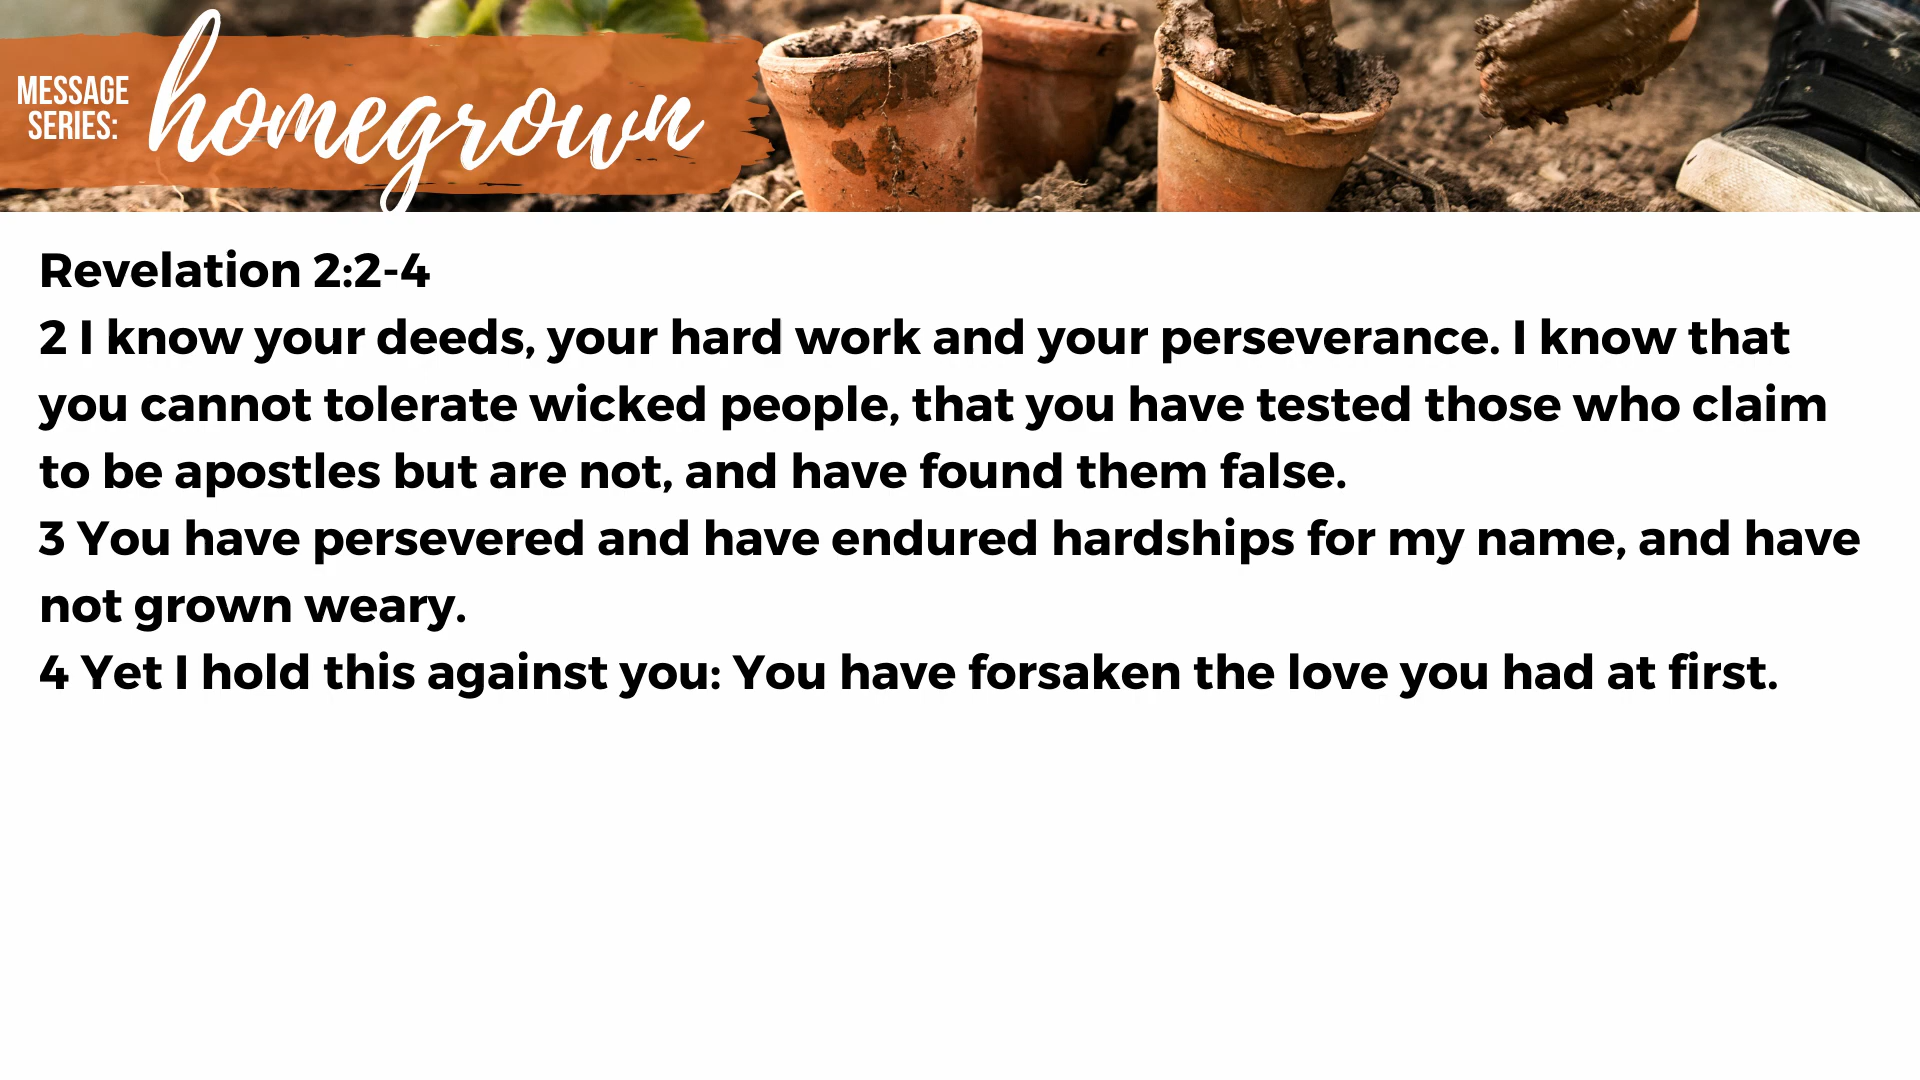 MESSAGE
SERIES:
homegrown
Revelation 2:2-4
2 I know your deeds, your hard work and your perseverance. I know that
you cannot tolerate wicked people, that you have tested those who claim
to be apostles but are not, and have found them false.
3 You have persevered and have endured hardships for my name, and have
not grown weary.
4 Yet I hold this against you: You have forsaken the love you had at first.